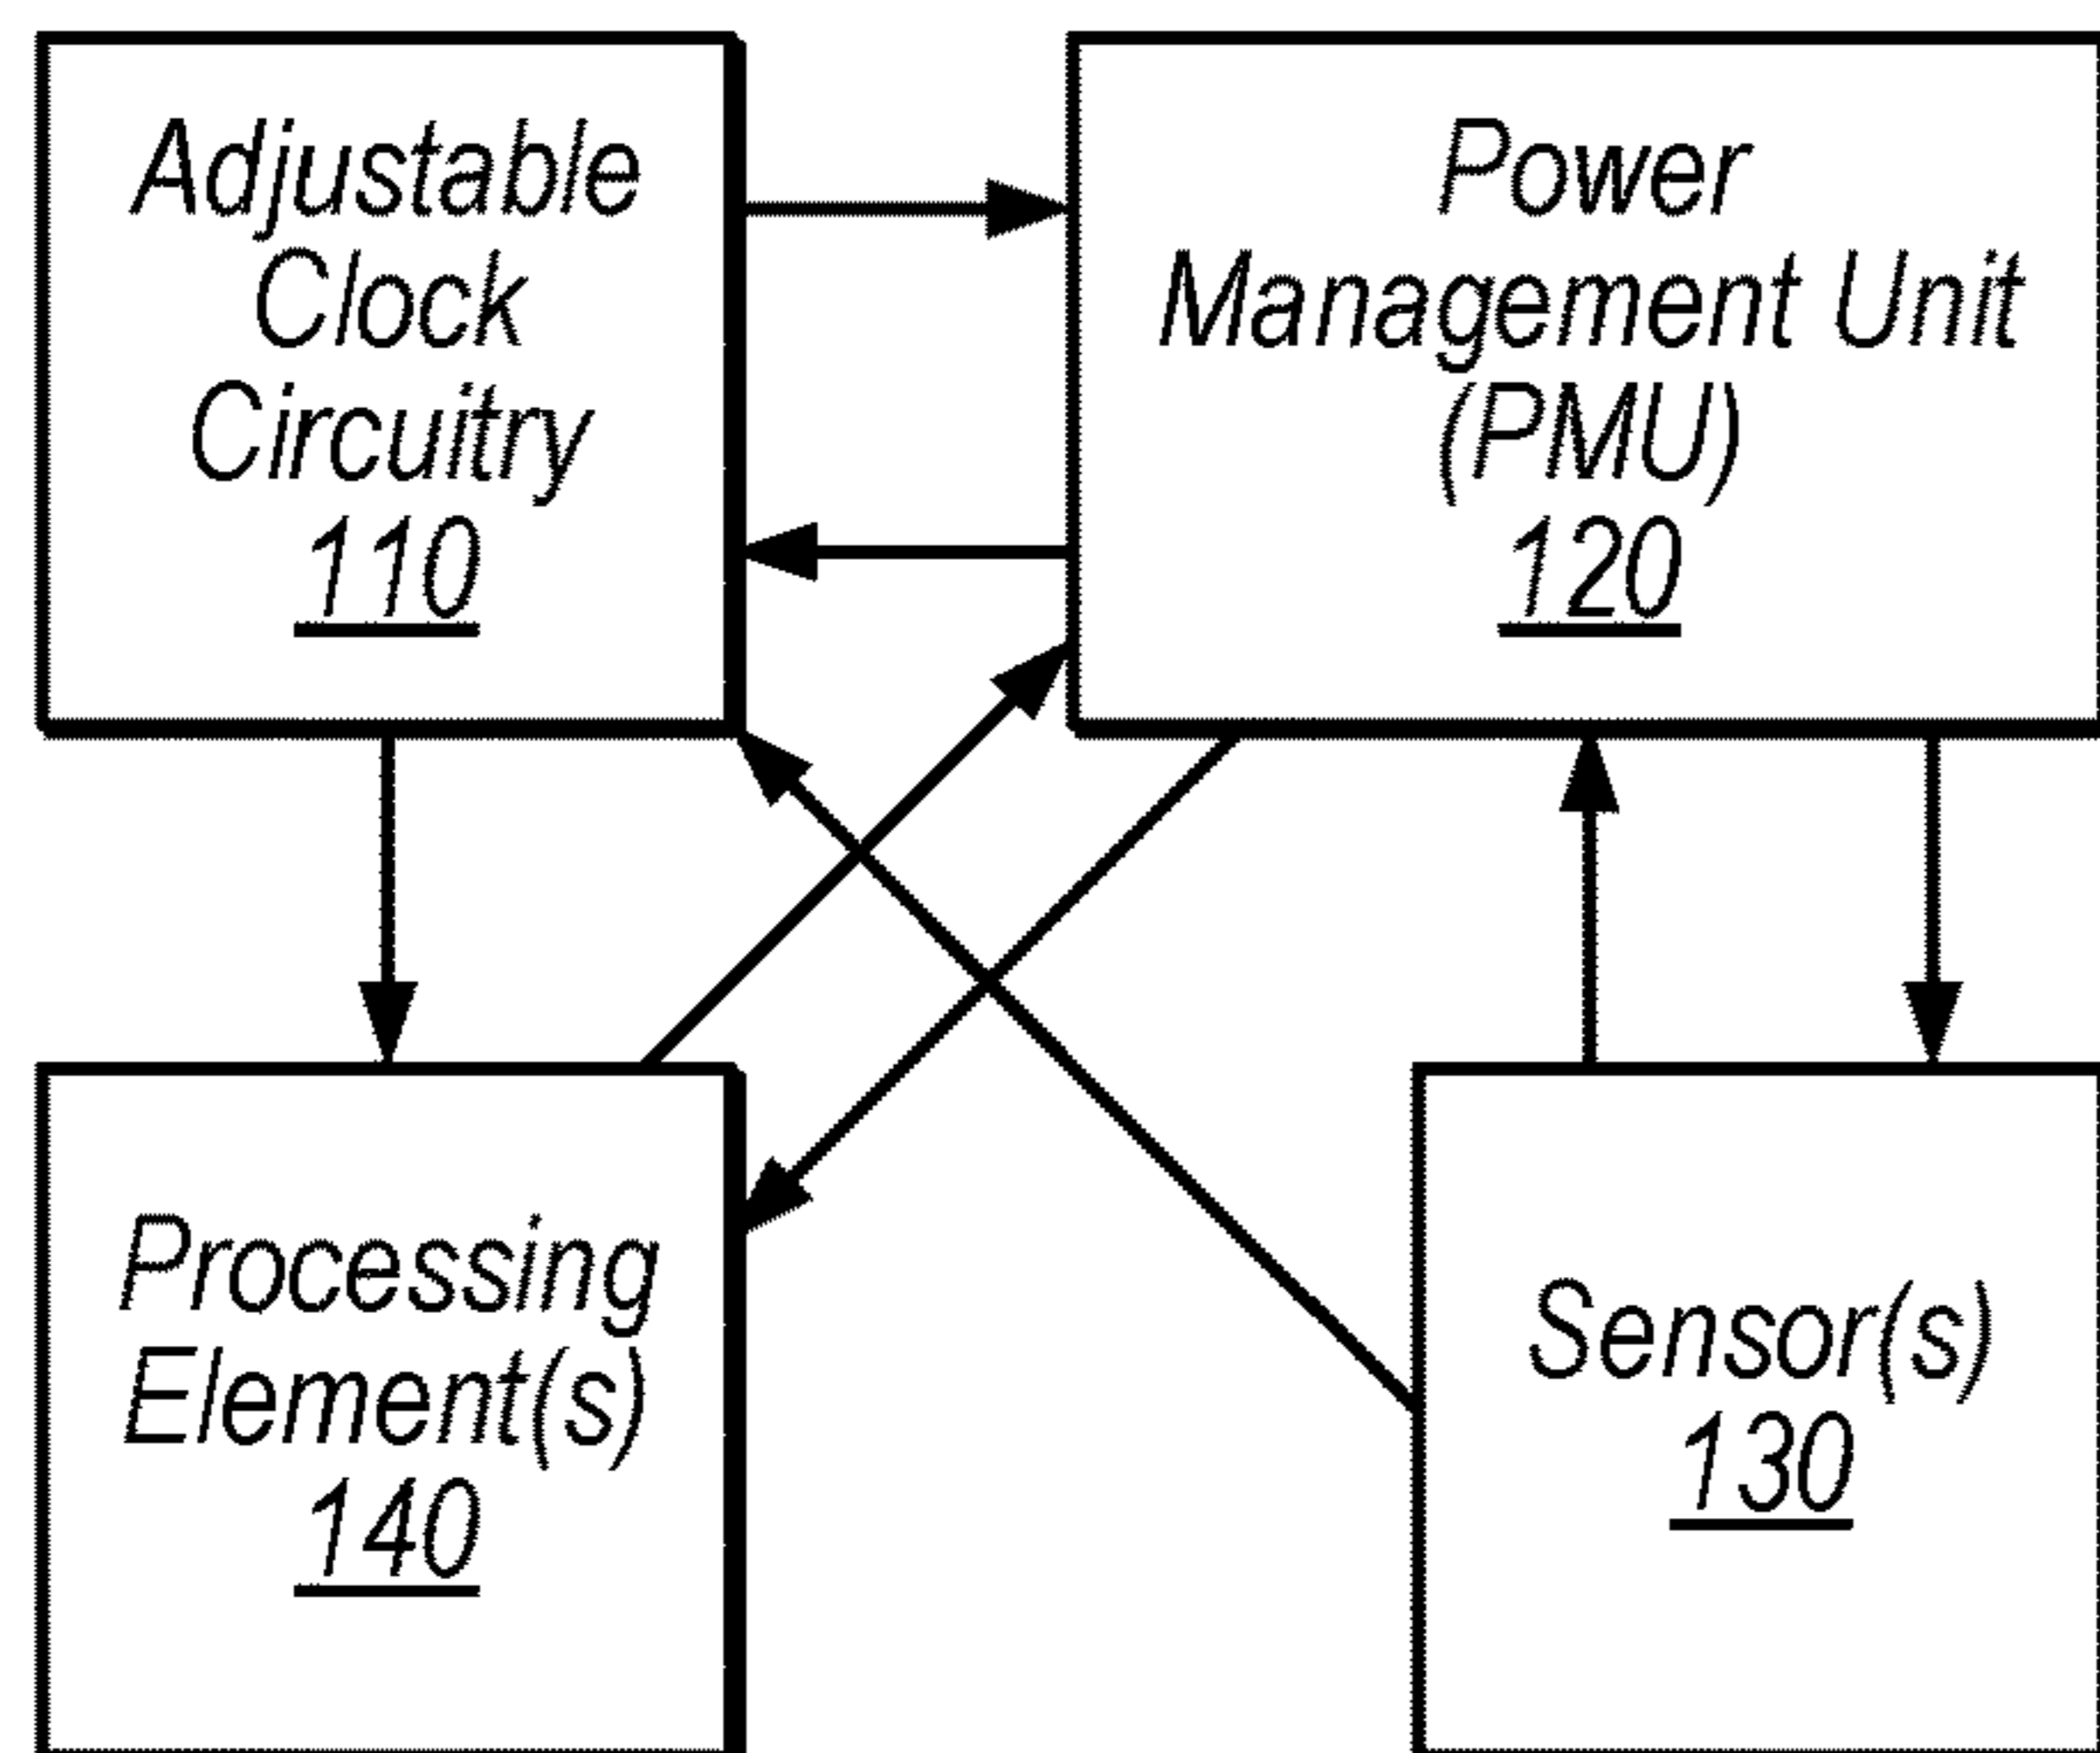 Adjustable
Clock
Circuitry
110
Power
Management Unit
(PMU)
120
Processing
Element(s)
140
Sensor(s)
130